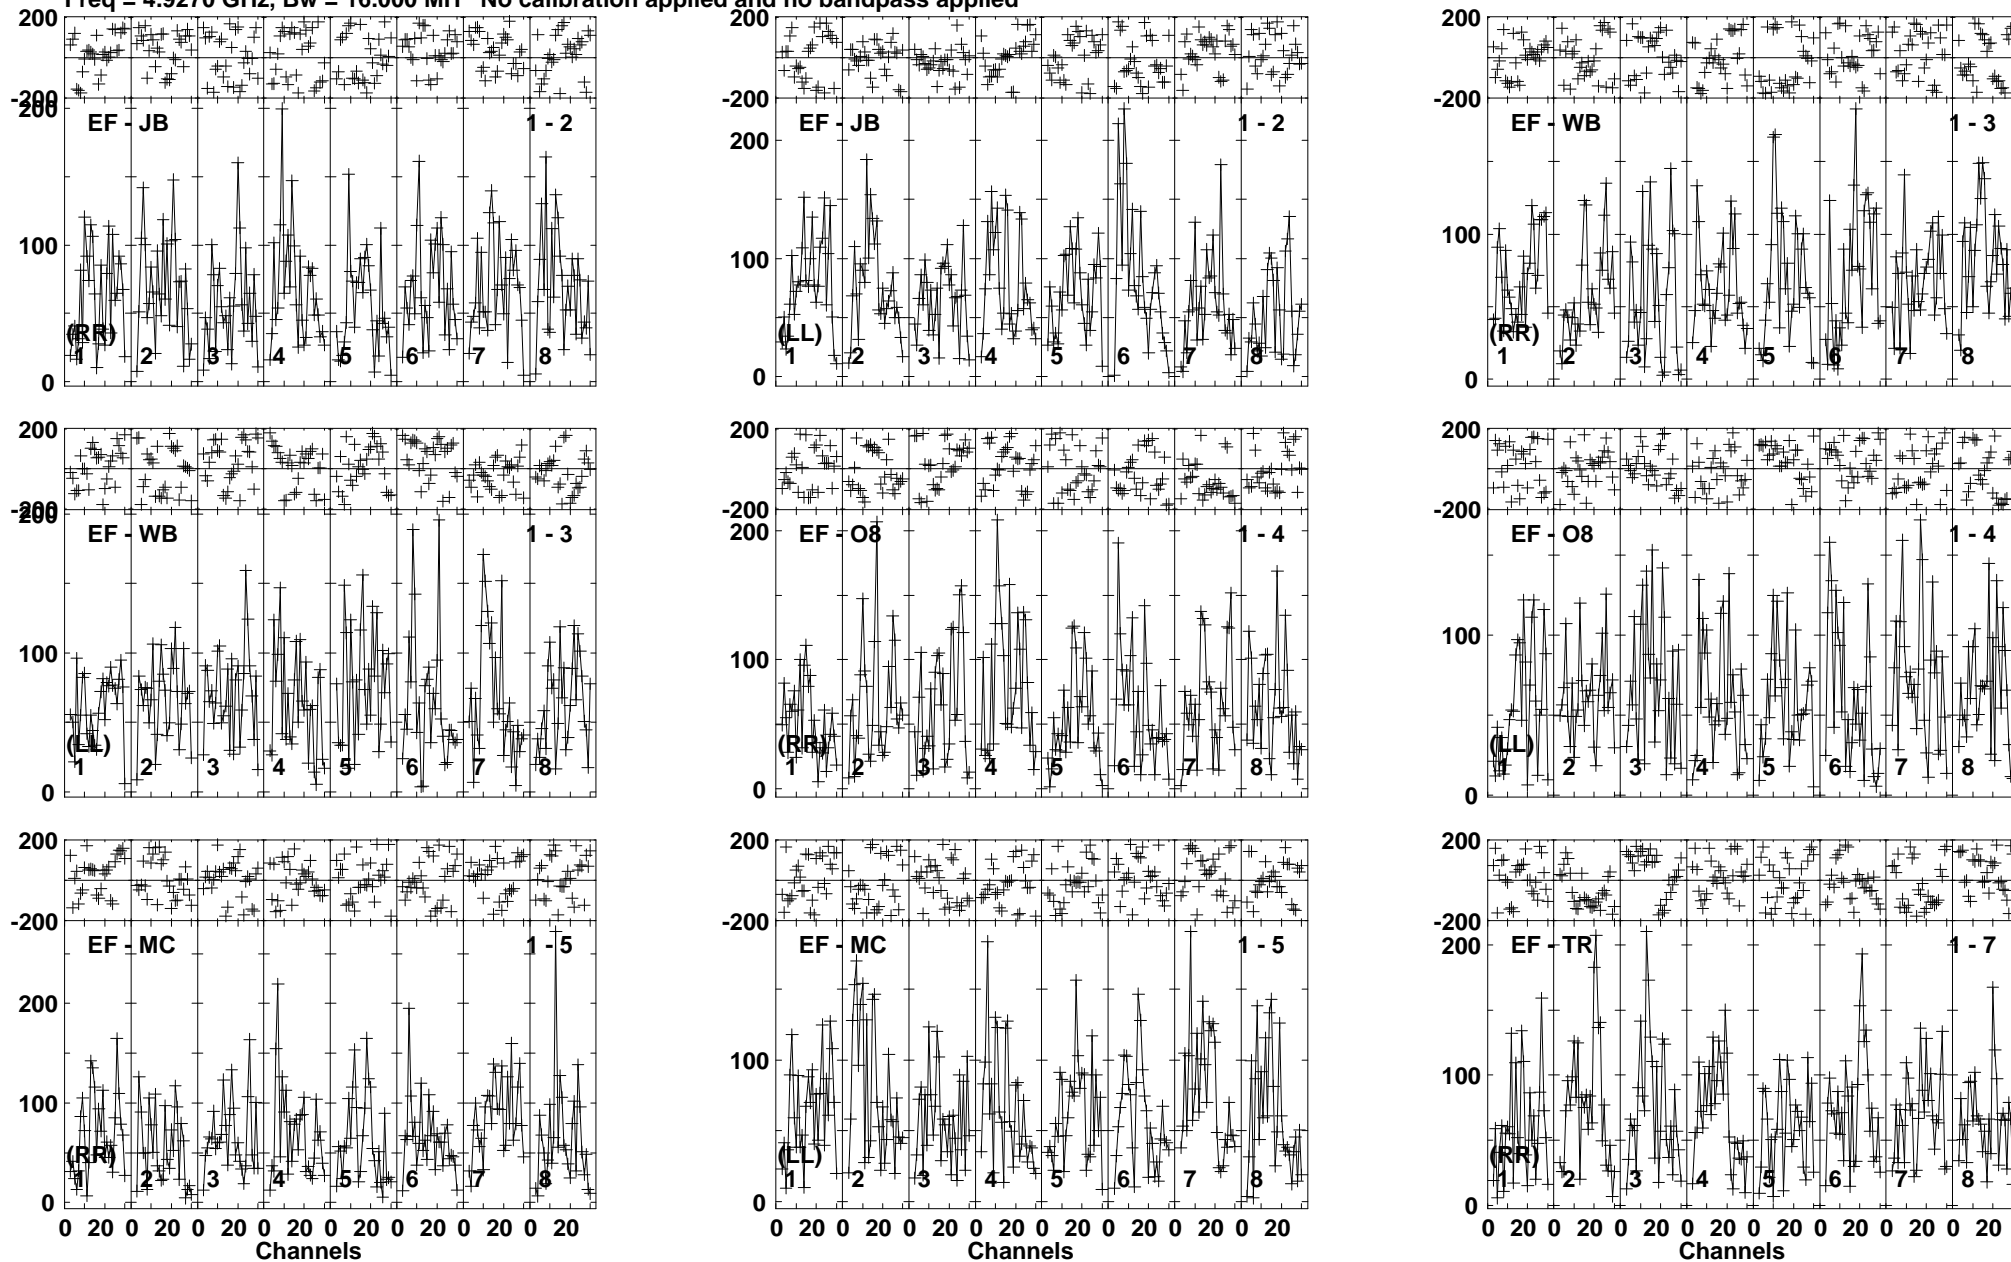 Freq = 4.9270 GHz, Bw = 16.000 MH No calibration applied and no bandpass applied
200 200 200
-200 -200 -200
200 EF - JB 1 - 2 EF - JB 1 - 2 EF - WB 1 - 3
200
100 100 100
(RR) (LL) (RR)
1 2 3 4 5 6 7 8 1 2 3 4 5 6 7 8 1 2 3 4 5 6 7 8
0 0 0
200 200 200
-200 -200 -200
200 EF - WB 1 - 3 EF - O8 1 - 4 EF - O8 1 - 4
200
100 100 100
(LL) (RR) (LL)
1 2 3 4 5 6 7 8 1 2 3 4 5 6 7 8 1 2 3 4 5 6 7 8
0 0 0
200 200 200
-200 -200 -200
EF - MC 1 - 5 EF - MC 1 - 5 EF - TR 1 - 7
200 200
100 100 100
(RR) (LL) (RR)
1 2 3 4 5 6 7 8 1 2 3 4 5 6 7 8 1 2 3 4 5 6 7 8
0 0 0
0 20 0 20 0 20 0 20 0 20 0 20 0 20 0 20 0 20 0 20 0 20 0 20 0 20 0 20 0 20 0 20 0 20 0 20 0 20 0 20 0 20 0 20 0 20 0 20
Channels Channels Channels